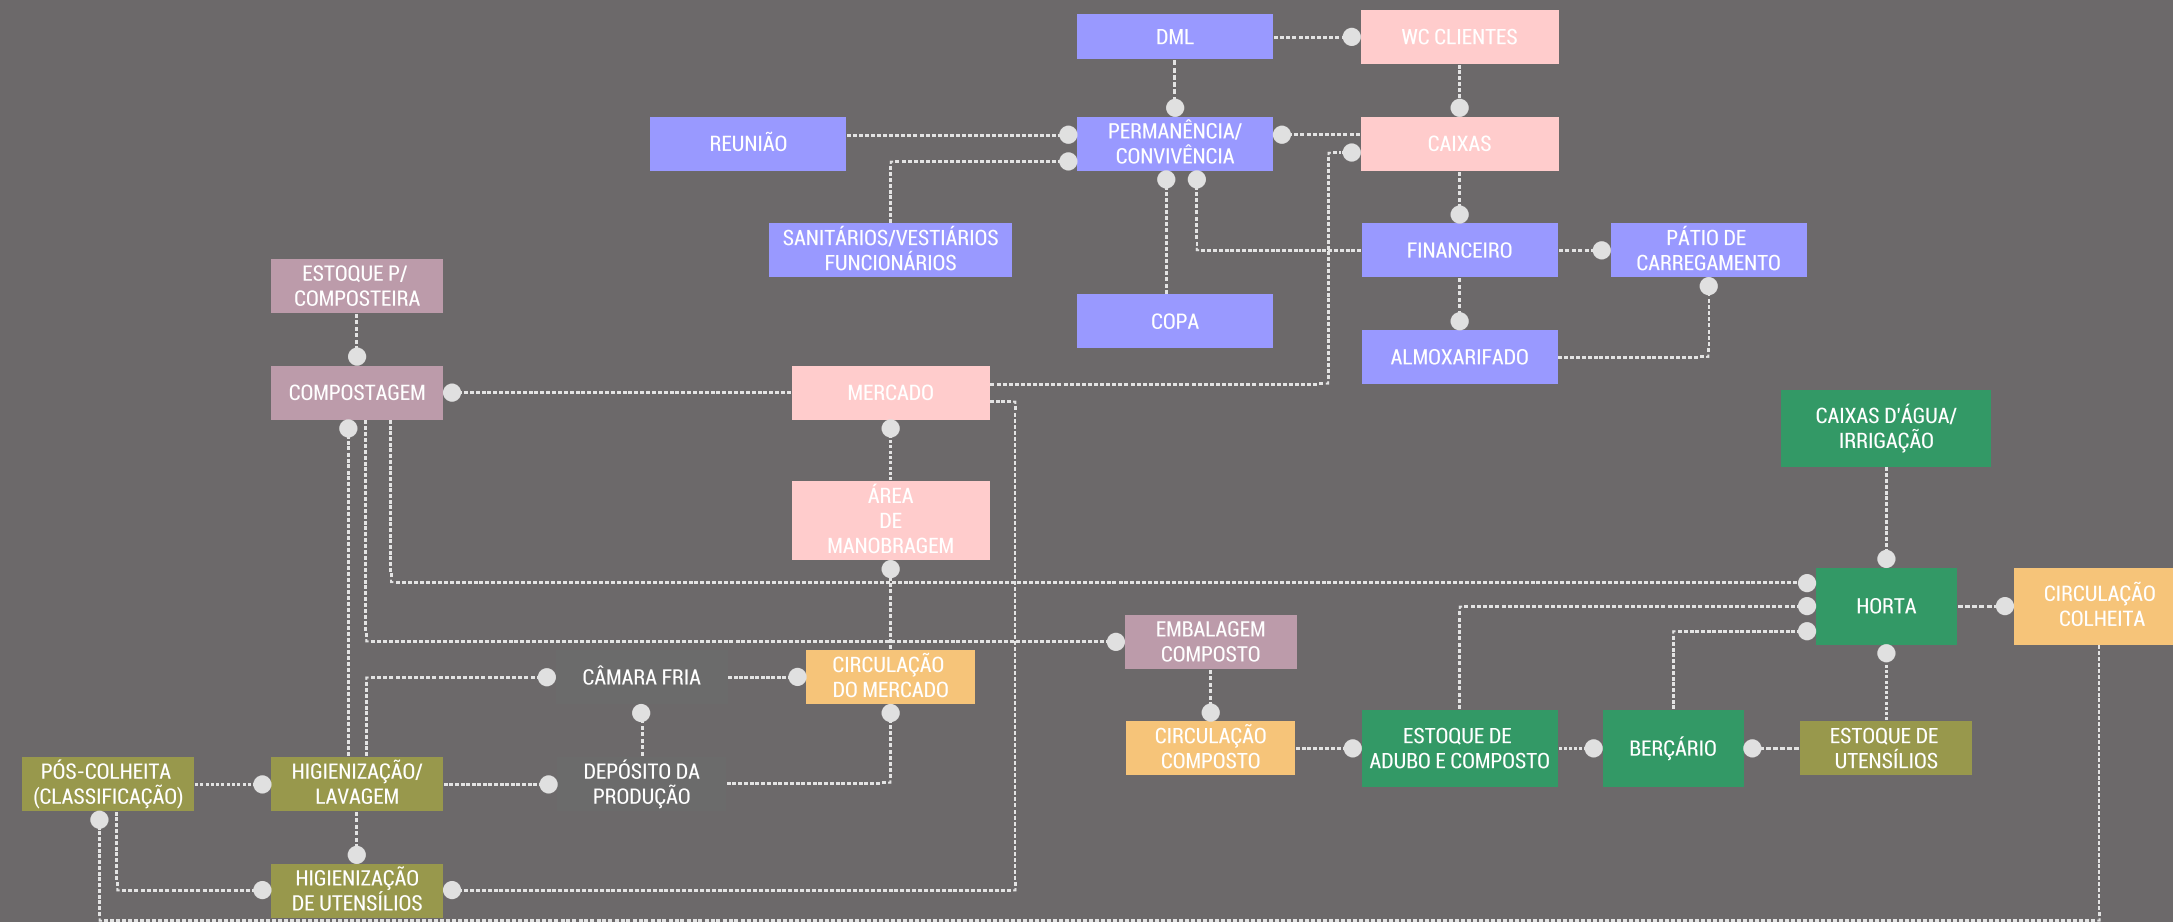 DML
WC CLIENTES
REUNIÃO
PERMANÊNCIA/
CONVIVÊNCIA
CAIXAS
SANITÁRIOS/VESTIÁRIOS
FUNCIONÁRIOS
FINANCEIRO
PÁTIO DE
CARREGAMENTO
ESTOQUE P/
COMPOSTEIRA
COPA
ALMOXARIFADO
COMPOSTAGEM
MERCADO
CAIXAS D'ÁGUA/
IRRIGAÇÃO
ÁREA
DE
MANOBRAGEM
HORTA
CIRCULAÇÃO
COLHEITA
EMBALAGEM
COMPOSTO
CÂMARA FRIA
CIRCULAÇÃO
DO MERCADO
CIRCULAÇÃO
COMPOSTO
ESTOQUE DE
ADUBO E COMPOSTO
BERÇÁRIO
ESTOQUE DE
UTENSÍLIOS
PÓS-COLHEITA
(CLASSIFICAÇÃO)
HIGIENIZAÇÃO/
LAVAGEM
DEPÓSITO DA
PRODUÇÃO
HIGIENIZAÇÃO
DE UTENSÍLIOS